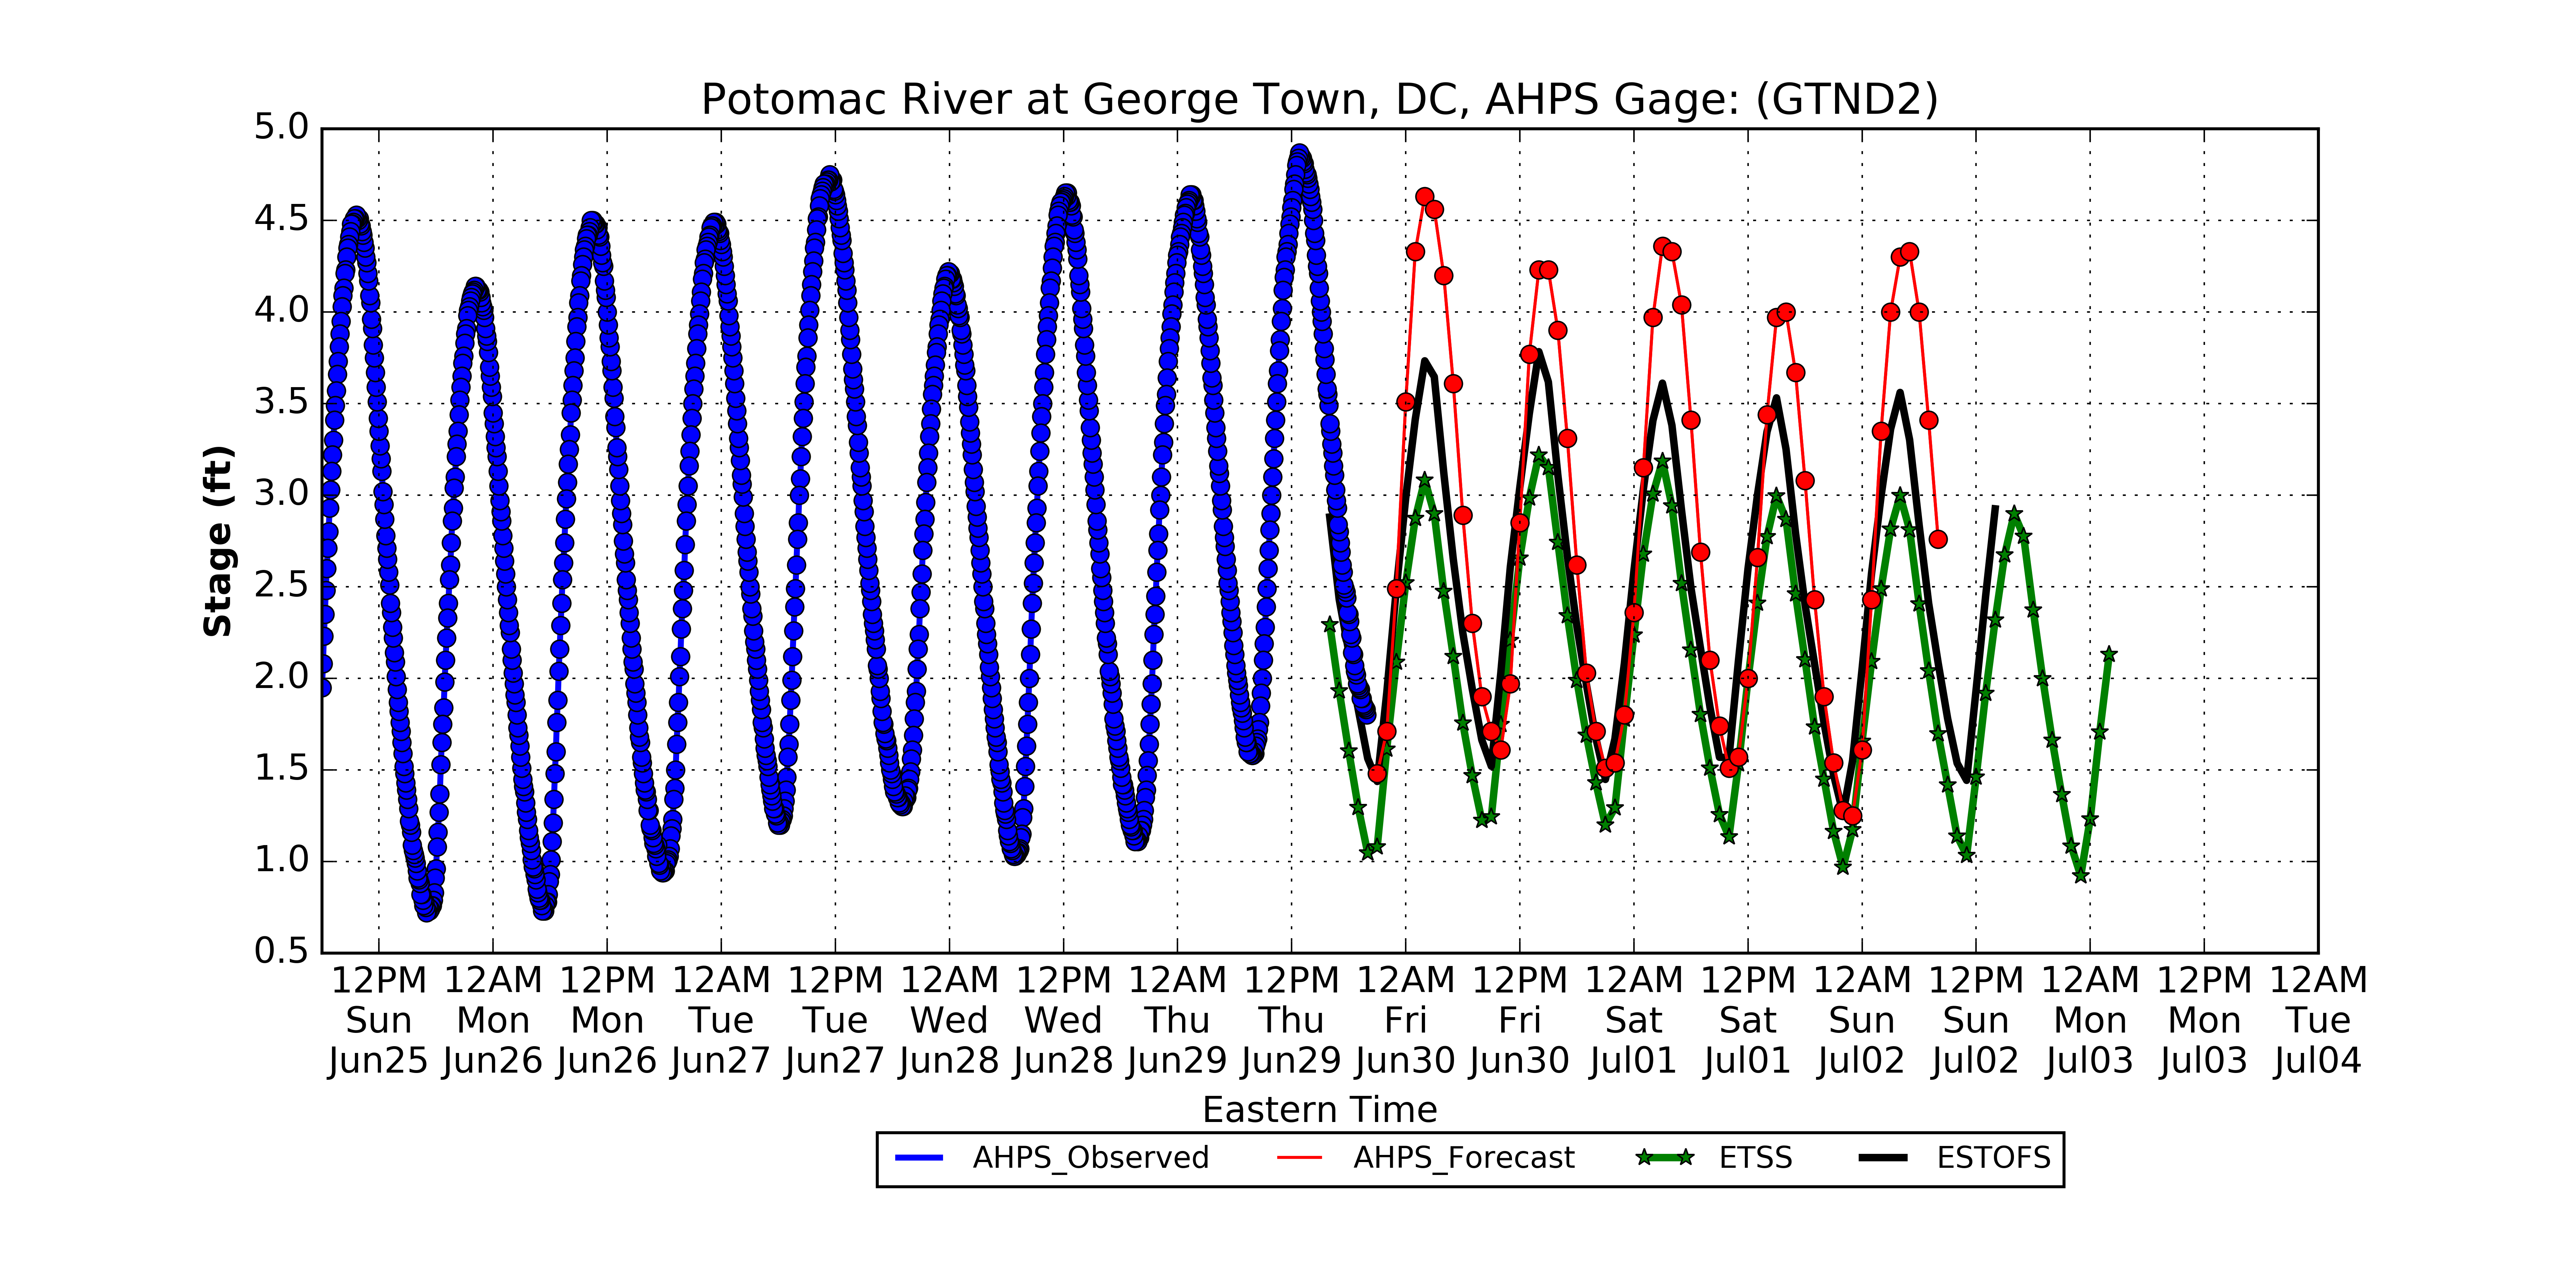 Potomac River at George Town, DC, AHPS Gage: (GTND2)
5.0
4.5
4.0
3.5
3.0
2.5
2.0
1.5
1.0
0.5
Stage (ft)
12PM 12AM 12PM 12AM 12PM 12AM 12PM 12AM 12PM 12AM 12PM 12AM 12PM 12AM 12PM 12AM 12PM 12AM
Sun Mon Mon Tue Tue Wed Wed Thu Thu Fri Fri Sat Sat Sun Sun Mon Mon Tue
Jun25 Jun26 Jun26 Jun27 Jun27 Jun28 Jun28 Jun29 Jun29 Jun30 Jun30 Jul01 Jul01 Jul02 Jul02 Jul03 Jul03 Jul04
Eastern Time
AHPS_Observed AHPS_Forecast ETSS ESTOFS